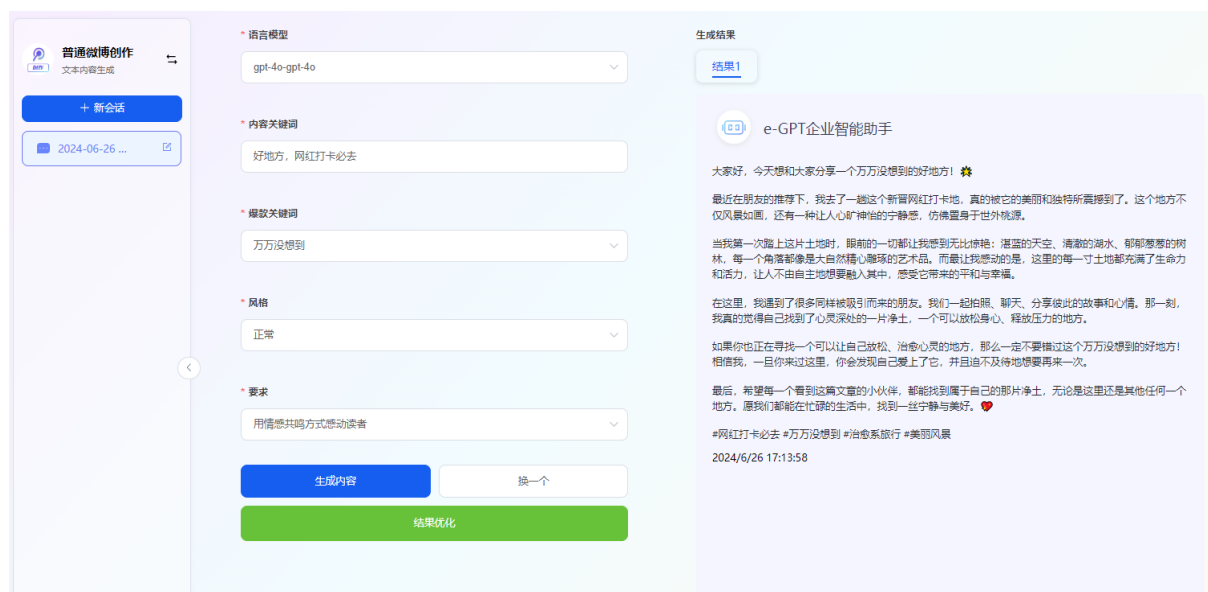 普通微博创作
文本内容生成
+ 新会话
2024-06-26 ...
* 语言模型
gpt-4o-gpt-4o
* 内容关键词
好地方，网红打卡必去
* 爆款关键词
万万没想到
* 风格
正常
* 要求
用情感共鸣方式感动读者
生成内容
换一个
结果优化
生成结果
结果1
e-GPT企业智能助手
大家好，今天想和大家分享一个万万没想到的好地方！
最近在朋友的推荐下，我去了一趟这个新晋网红打卡地，真的被它的美丽和独特所震撼到了。这个地方不
仅风景如画，还有一种让人心旷神怡的宁静感，仿佛置身于世外桃源。
当我第一次踏上这片土地时，眼前的一切都让我感到无比惊艳：湛蓝的天空、清澈的湖水、郁郁葱葱的树
林，每一个角落都像是大自然精心雕琢的艺术品。而最让我感动的是，这里的每一寸土地都充满了生命力
和活力，让人不由自主地想要融入其中，感受它带来的平和与幸福。
在这里，我遇到了很多同样被吸引而来的朋友。我们一起拍照、聊天、分享彼此的故事和心情。那一刻，
我真的觉得自己找到了心灵深处的一片净土，一个可以放松身心、释放压力的地方。
如果你也正在寻找一个可以让自己放松、治愈心灵的地方，那么一定不要错过这个万万没想到的好地方！
相信我，一旦你来过这里，你会发现自己爱上了它，并且迫不及待地想要再来一次。
最后，希望每一个看到这篇文章的小伙伴，都能找到属于自己的那片净土，无论是这里还是其他任何一个
地方。愿我们都能在忙碌的生活中，找到一丝宁静与美好。
#网红打卡必去 #万万没想到 #治愈系旅行 #美丽风景
2024/6/26 17:13:58